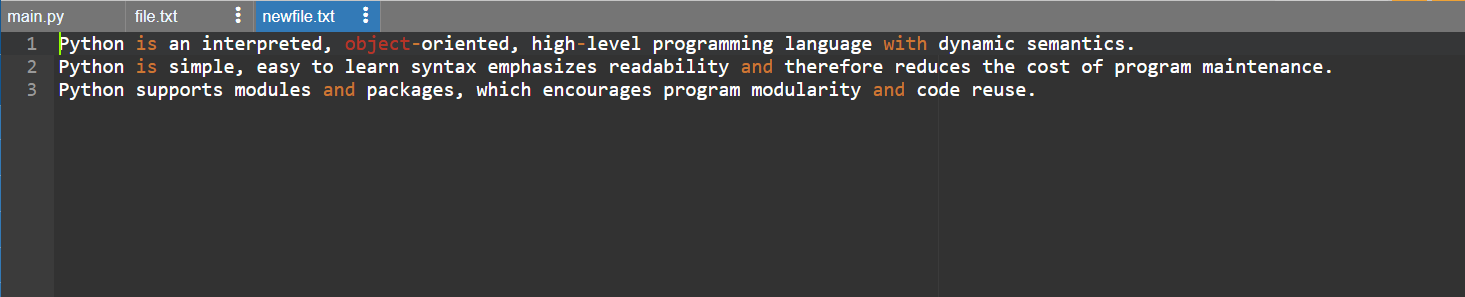 main.py file.txt newfile.txt
1 Python is an interpreted, object-oriented, high-level programming language with dynamic semantics.
2 Python is simple, easy to learn syntax emphasizes readability and therefore reduces the cost of program maintenance.
3 Python supports modules and packages, which encourages program modularity and code reuse.